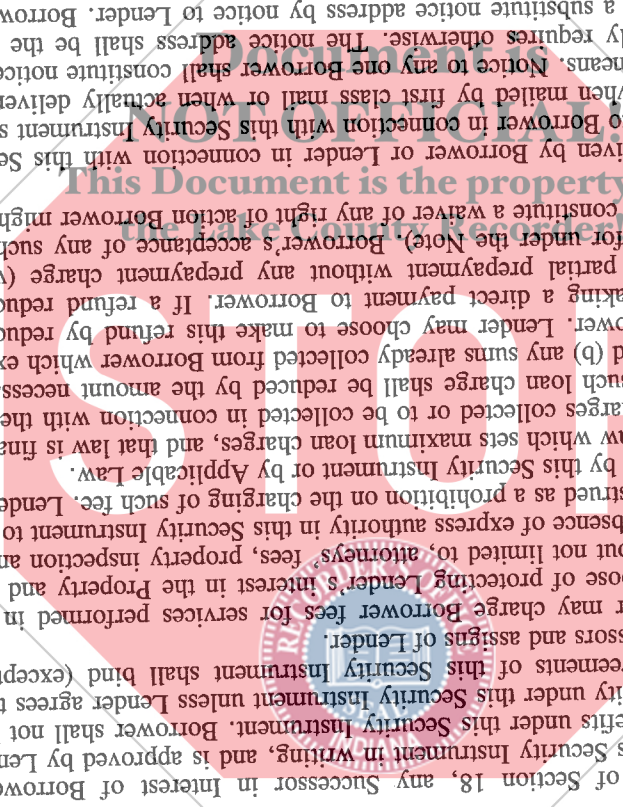 of Section 18, any Successor in Interest of Borrowe
s Security Instrument in writing, and is approved by Len
efits under this Security Instrument. Borrower shall not
ity under this Security Instrument unless Lender agrees t
reements of this Security Instrument shall bind (except
ssors and assigns of Lender.
r may charge Borrower fees for services performed in
ose of protecting Lender's interest in the Property and
out not limited to, attorneys' fees, property inspection an
bsence of express authority in this Security Instrument to
strued as a prohibition on the charging of such fee. Lende
by this Security Instrument or by Applicable Law.
w which sets maximum loan charges, and that law is fina
arges collected or to be collected in connection with the
uch loan charge shall be reduced by the amount necess
d (b) any sums already collected from Borrower which ex
ower. Lender may choose to make this refund by reduc
aking a direct payment to Borrower. If a refund reduc
partial prepayment without any prepayment charge (v
for under the Note). Borrower's acceptance of any such
constitute a waiver of any right of action Borrower migh
iven by Borrower or Lender in connection with this Se
o Borrower in connection with this Security Instrument s
when mailed by first class mail or when actually deliver
means. Notice to any one Borrower shall constitute notice
ly requires otherwise. The notice address shall be the
a substitute notice address by notice to Lender. Borrow
Document is
NOT OFFICIAL!
This Document is the property
the Lake County Recorder!
STOP
RECORDER'S OFFICE
SEAL
INDIANA